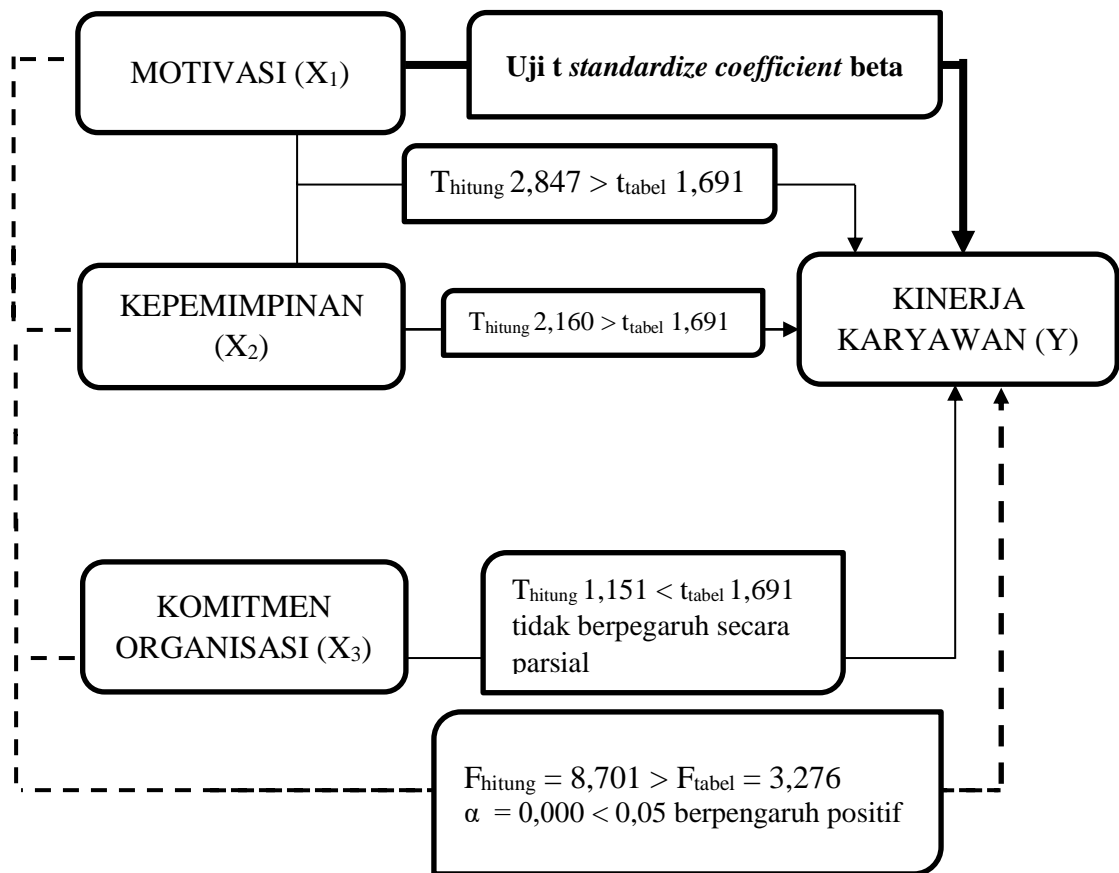 MOTIVASI (X₁)
Uji t standardize coefficient beta
Tₕᵢₜᵤₙg 2,847 > tₜₐbₑₗ 1,691
KEPEMIMPINAN
(X₂)
Tₕᵢₜᵤₙg 2,160 > tₜₐbₑₗ 1,691
KINERJA
KARYAWAN (Y)
KOMITMEN
ORGANISASI (X₃)
Tₕᵢₜᵤₙg 1,151 < tₜₐbₑₗ 1,691
tidak berpegaruh secara
parsial
Fₕᵢₜᵤₙg = 8,701 > Fₜₐbₑₗ = 3,276
α = 0,000 < 0,05 berpengaruh positif